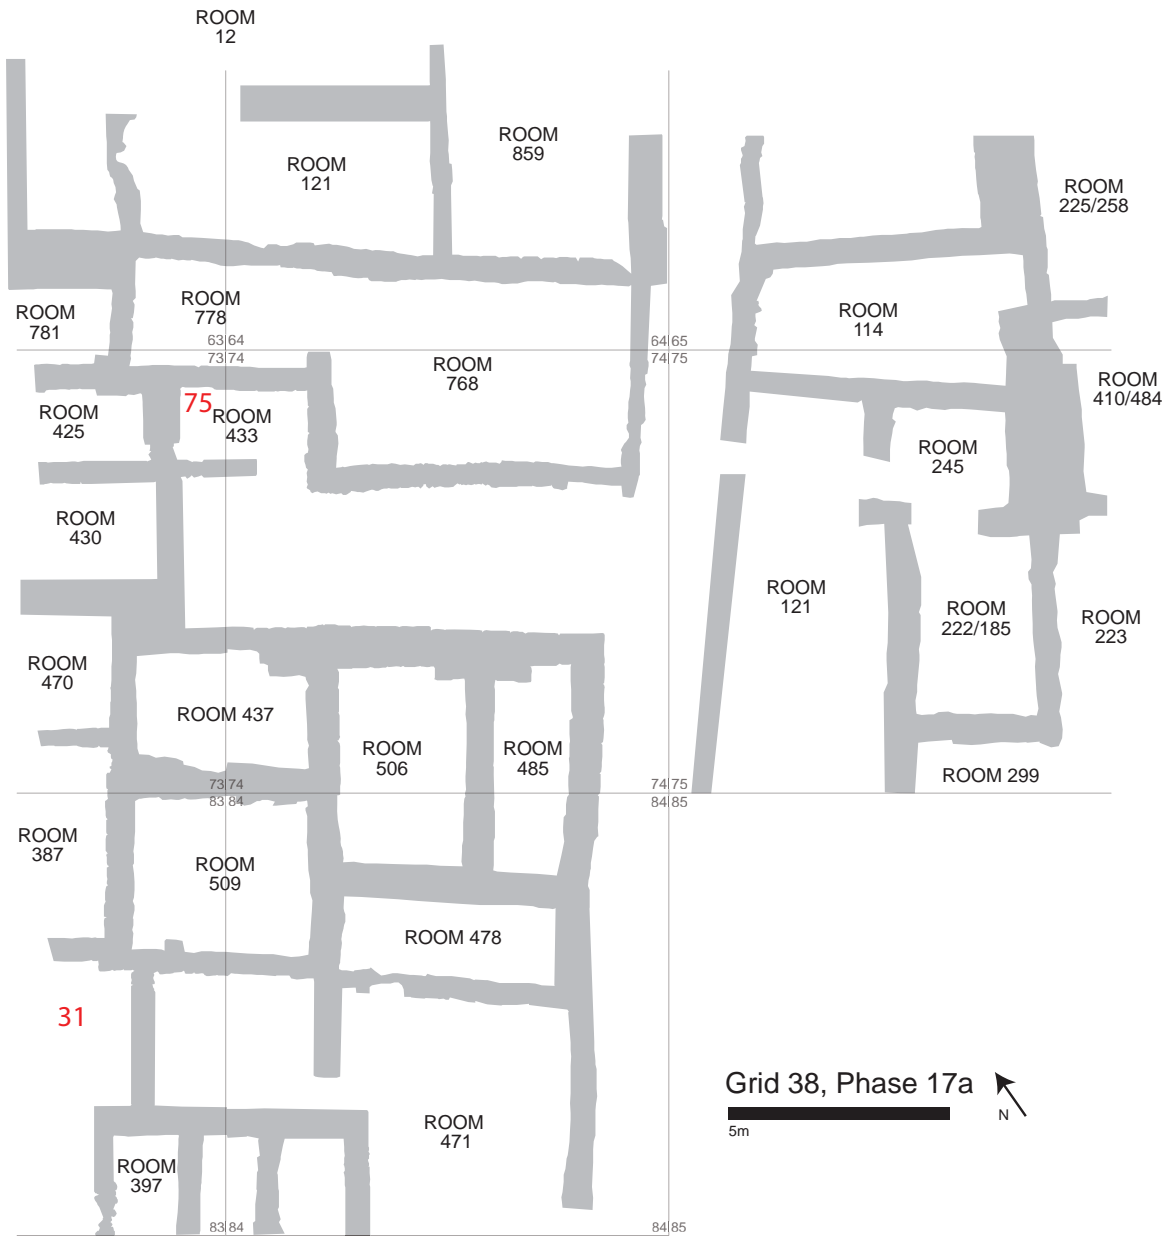 ROOM
12
ROOM
859
ROOM
121
ROOM
225/258
ROOM
781
ROOM
778
ROOM
114
63 64
73 74
64 65
74 75
ROOM
768
ROOM
410/484
75
ROOM
425
ROOM
433
ROOM
245
ROOM
430
ROOM
121
ROOM
222/185
ROOM
223
ROOM
470
ROOM 437
ROOM
506
ROOM
485
ROOM 299
73 74
83 84
74 75
84 85
ROOM
387
ROOM
509
ROOM 478
31
Grid 38, Phase 17a
N
5m
ROOM
471
ROOM
397
83 84
84 85